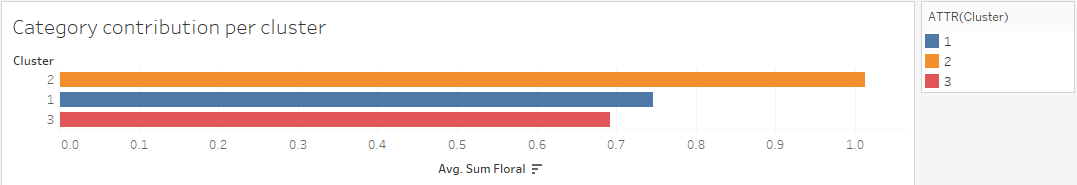 Category contribution per cluster
Cluster
2
1
3
0.0 0.1 0.2 0.3 0.4 0.5 0.6 0.7 0.8 0.9 1.0
Avg. Sum Floral
ATTR(Cluster)
1
2
3